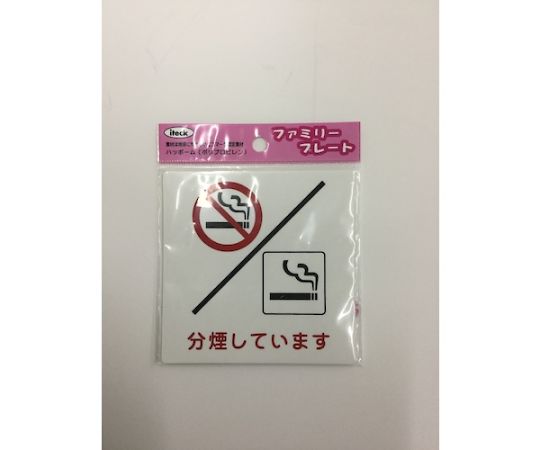 iteck
ファミリー
プレート
ハッポーム(ポリプロピレン)
分煙しています